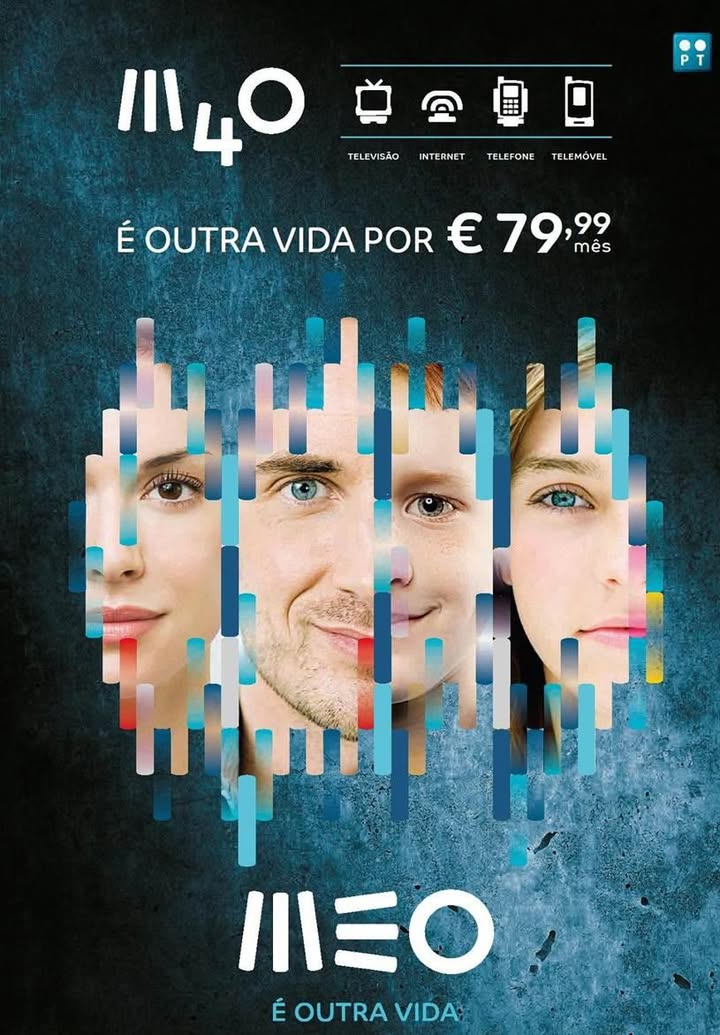 M4O
PT
TELEVISÃO INTERNET TELEFONE TELEMÓVEL
É OUTRA VIDA POR € 79,99
mês
MEO
É OUTRA VIDA